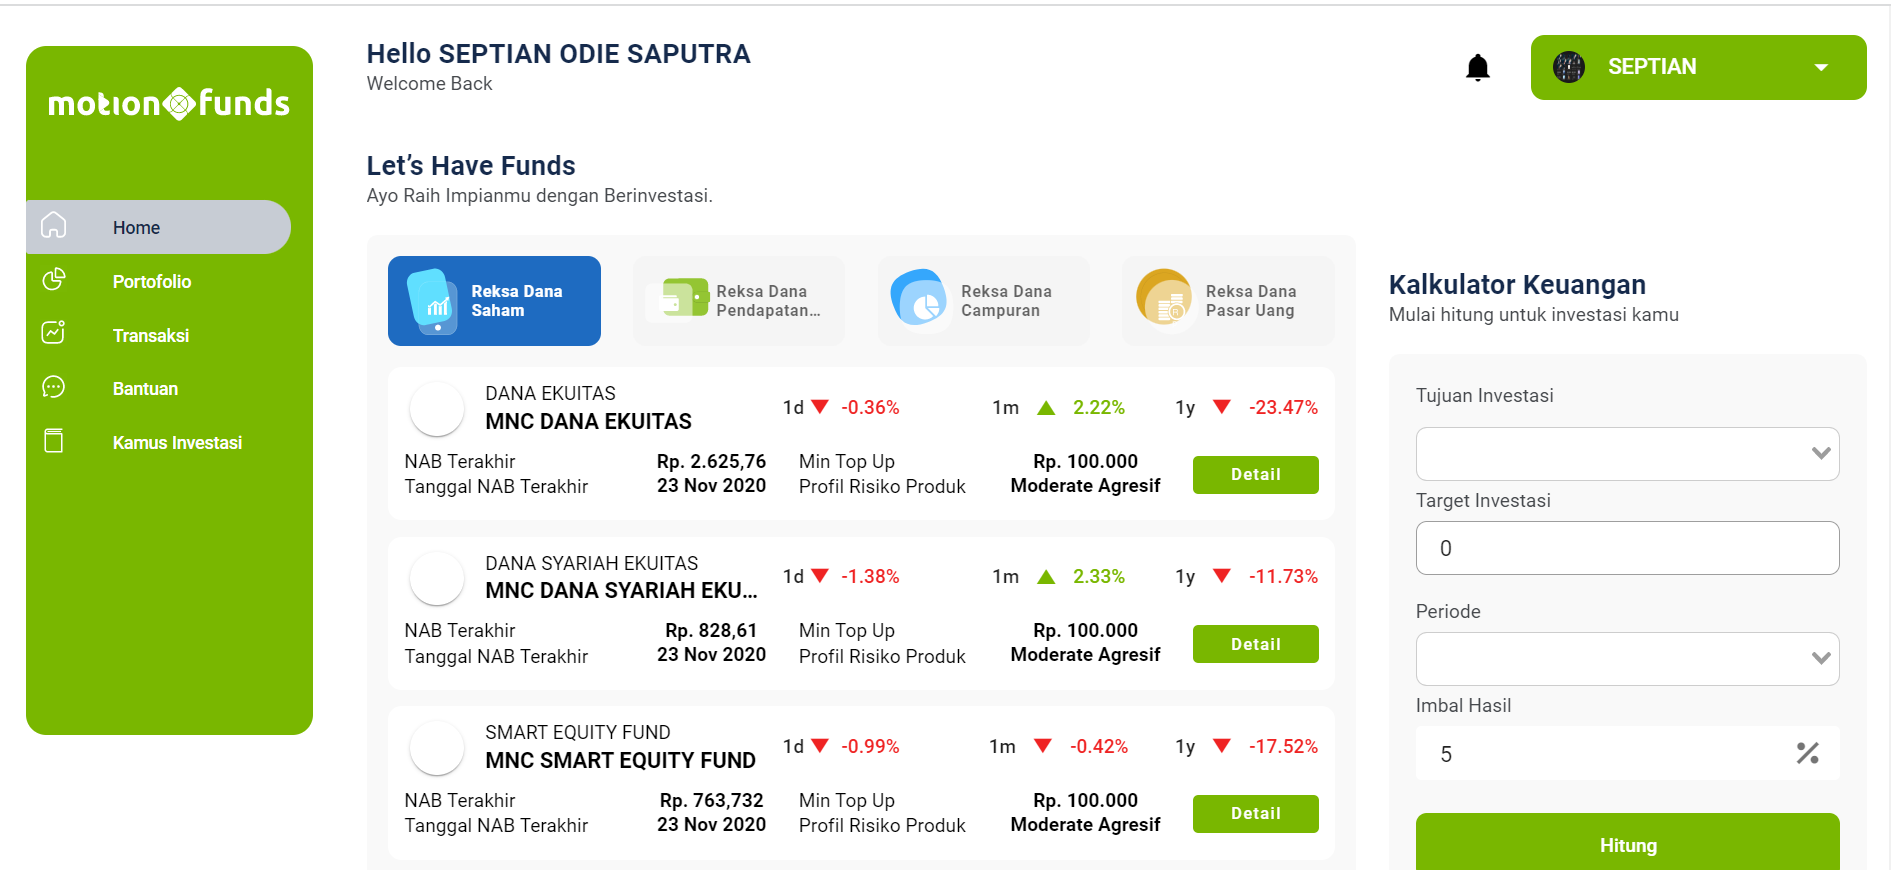 motion funds
Home
Portofolio
Transaksi
Bantuan
Kamus Investasi
Hello SEPTIAN ODIE SAPUTRA
Welcome Back
SEPTIAN
Let's Have Funds
Ayo Raih Impianmu dengan Berinvestasi.
Reksa Dana
Saham
Reksa Dana
Pendapatan...
Reksa Dana
Campuran
Reksa Dana
Pasar Uang
DANA EKUITAS
MNC DANA EKUITAS
1d -0.36% 1m 2.22% 1y -23.47%
NAB Terakhir Rp. 2.625,76 Min Top Up Rp. 100.000
Tanggal NAB Terakhir 23 Nov 2020 Profil Risiko Produk Moderate Agresif
Detail
DANA SYARIAH EKUITAS
MNC DANA SYARIAH EKU...
1d -1.38% 1m 2.33% 1y -11.73%
NAB Terakhir Rp. 828,61 Min Top Up Rp. 100.000
Tanggal NAB Terakhir 23 Nov 2020 Profil Risiko Produk Moderate Agresif
Detail
SMART EQUITY FUND
MNC SMART EQUITY FUND
1d -0.99% 1m -0.42% 1y -17.52%
NAB Terakhir Rp. 763,732 Min Top Up Rp. 100.000
Tanggal NAB Terakhir 23 Nov 2020 Profil Risiko Produk Moderate Agresif
Detail
Kalkulator Keuangan
Mulai hitung untuk investasi kamu
Tujuan Investasi
Target Investasi
0
Periode
Imbal Hasil
5 %
Hitung